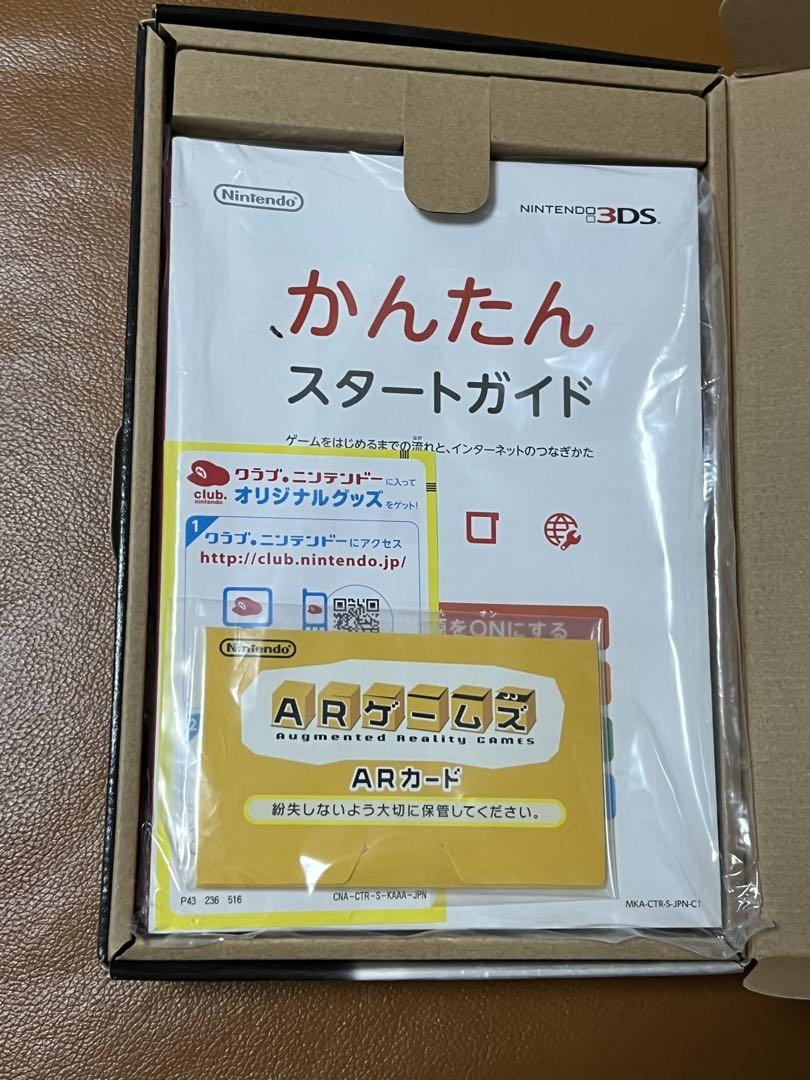 Nintendo
NINTENDO 3DS
かんたん
スタートガイド
ゲームをはじめるまでの流れと、インターネットのつなぎかた
クラブ・ニンテンドーに入って
club.
nintendo
オリジナルグッズをゲット!
1
クラブ・ニンテンドーにアクセス
http://club.nintendo.jp/
オン
源をONにする
2
Nintendo
ARゲームズ
Augmented Reality GAMES
ARカード
紛失しないよう大切に保管してください。
P43 236 516
CNA-CTR-S-KAAA-JPN
MKA-CTR-S-JPN-C1